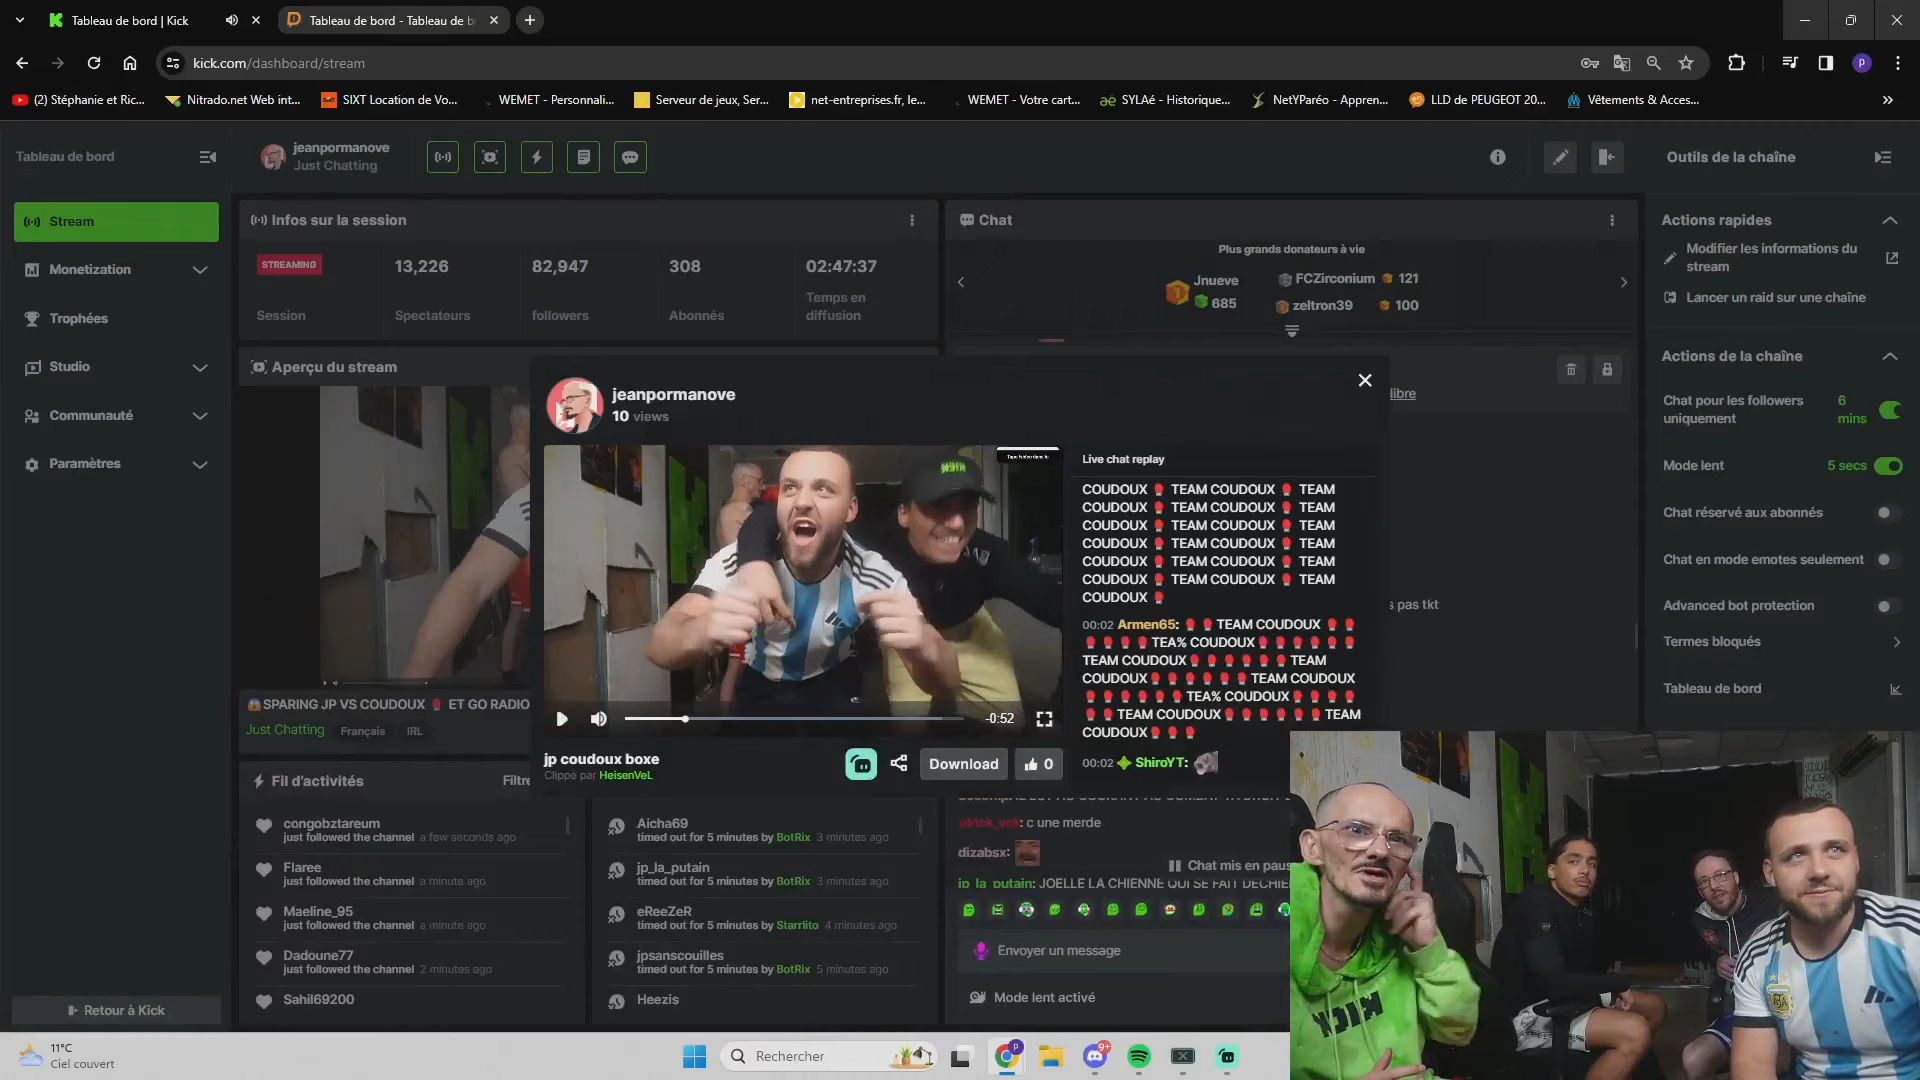 Tableau de bord | Kick
Tableau de bord - Tableau de b
kick.com/dashboard/stream
(2) Stéphanie et Ric...
Nitrado.net Web int...
SIXT Location de Vo...
WEMET - Personnali...
Serveur de jeux, Ser...
net-entreprises.fr, le...
WEMET - Votre cart...
SYLAé - Historique...
NetYParéo - Appren...
LLD de PEUGEOT 20...
Vêtements & Acces...
Tableau de bord
jeanpormanove
Just Chatting
Outils de la chaîne
Stream
Monetization
Trophées
Studio
Communauté
Paramètres
Retour à Kick
Infos sur la session
STREAMING
Session
13,226
Spectateurs
82,947
followers
308
Abonnés
02:47:37
Temps en
diffusion
Chat
Plus grands donateurs à vie
Jnueve
685
FCZirconium 121
zeltron39 100
Actions rapides
Modifier les informations du
stream
Lancer un raid sur une chaîne
Actions de la chaîne
Chat pour les followers
uniquement
6
mins
Mode lent 5 secs
Chat réservé aux abonnés
Chat en mode emotes seulement
Advanced bot protection
Termes bloqués
Tableau de bord
Aperçu du stream
jeanpormanove
10 views
libre
s pas tkt
Live chat replay
COUDOUX 🥊 TEAM COUDOUX 🥊 TEAM
COUDOUX 🥊 TEAM COUDOUX 🥊 TEAM
COUDOUX 🥊 TEAM COUDOUX 🥊 TEAM
COUDOUX 🥊 TEAM COUDOUX 🥊 TEAM
COUDOUX 🥊 TEAM COUDOUX 🥊 TEAM
COUDOUX 🥊 TEAM COUDOUX 🥊 TEAM
COUDOUX 🥊
00:02 Armen65: 🥊🥊TEAM COUDOUX 🥊🥊
🥊🥊🥊🥊TEA% COUDOUX🥊🥊🥊🥊🥊🥊
TEAM COUDOUX🥊🥊🥊🥊🥊🥊TEAM
COUDOUX🥊🥊🥊🥊🥊🥊TEAM COUDOUX
🥊🥊🥊🥊🥊🥊TEA% COUDOUX🥊🥊🥊🥊
🥊🥊TEAM COUDOUX🥊🥊🥊🥊🥊🥊TEAM
COUDOUX🥊🥊🥊
00:02 ShiroYT:
-0:52
jp coudoux boxe
Clippé par HeisenVeL
Download
0
😱SPARING JP VS COUDOUX 🥊 ET GO RADIO
Just Chatting Français IRL
Fil d'activités
Filtre
congobztareum
just followed the channel a few seconds ago
Flaree
just followed the channel a minute ago
Maeline_95
just followed the channel a minute ago
Dadoune77
just followed the channel 2 minutes ago
Sahil69200
Aicha69
timed out for 5 minutes by BotRix 3 minutes ago
jp_la_putain
timed out for 5 minutes by BotRix 3 minutes ago
eReeZeR
timed out for 5 minutes by Starrlito 4 minutes ago
jpsanscouilles
timed out for 5 minutes by BotRix 5 minutes ago
Heezis
c une merde
dizabsx:
Chat mis en paus
jp_la_putain: JOELLE LA CHIENNE QUI SE FAIT DECHIE
Envoyer un message
Mode lent activé
KICK
11°C
Ciel couvert
Rechercher
9+